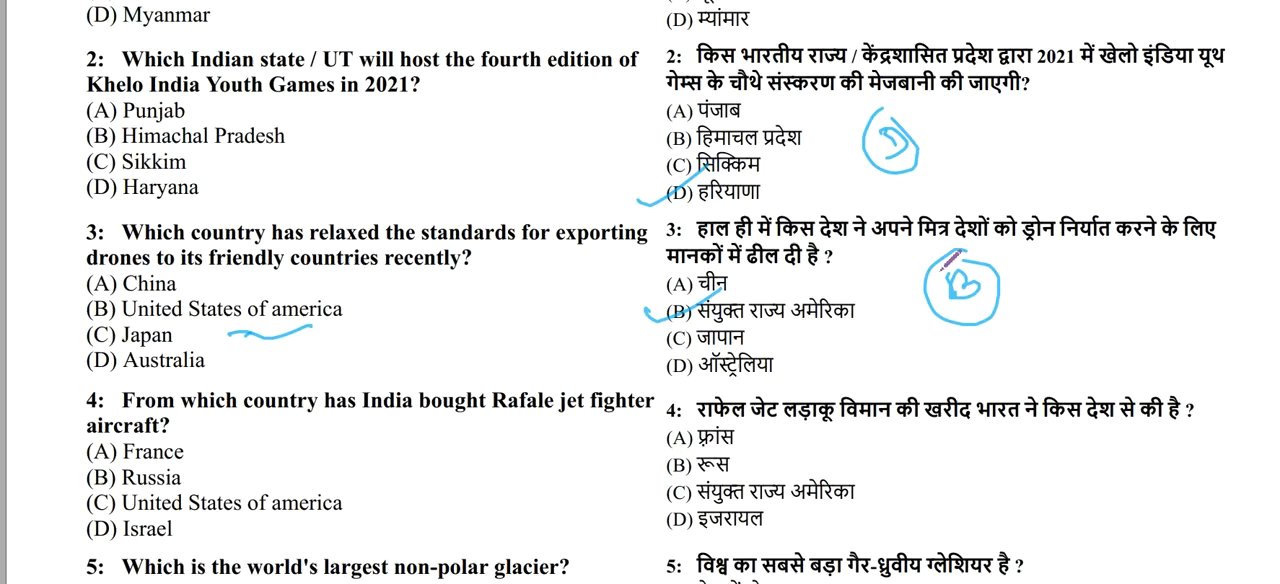 (D) Myanmar
2: Which Indian state / UT will host the fourth edition of
Khelo India Youth Games in 2021?
(A) Punjab
(B) Himachal Pradesh
(C) Sikkim
(D) Haryana
3: Which country has relaxed the standards for exporting
drones to its friendly countries recently?
(A) China
(B) United States of america
(C) Japan
(D) Australia
4: From which country has India bought Rafale jet fighter
aircraft?
(A) France
(B) Russia
(C) United States of america
(D) Israel
5: Which is the world's largest non-polar glacier?
(D) म्यांमार
2: किस भारतीय राज्य / केंद्रशासित प्रदेश द्वारा 2021 में खेलो इंडिया यूथ
गेम्स के चौथे संस्करण की मेजबानी की जाएगी?
(A) पंजाब
(B) हिमाचल प्रदेश
(C) सिक्किम
(D) हरियाणा
D
3: हाल ही में किस देश ने अपने मित्र देशों को ड्रोन निर्यात करने के लिए
मानकों में ढील दी है ?
(A) चीन
(B) संयुक्त राज्य अमेरिका
(C) जापान
(D) ऑस्ट्रेलिया
B
4: राफेल जेट लड़ाकू विमान की खरीद भारत ने किस देश से की है ?
(A) फ्रांस
(B) रूस
(C) संयुक्त राज्य अमेरिका
(D) इजरायल
5: विश्व का सबसे बड़ा गैर-ध्रुवीय ग्लेशियर है ?